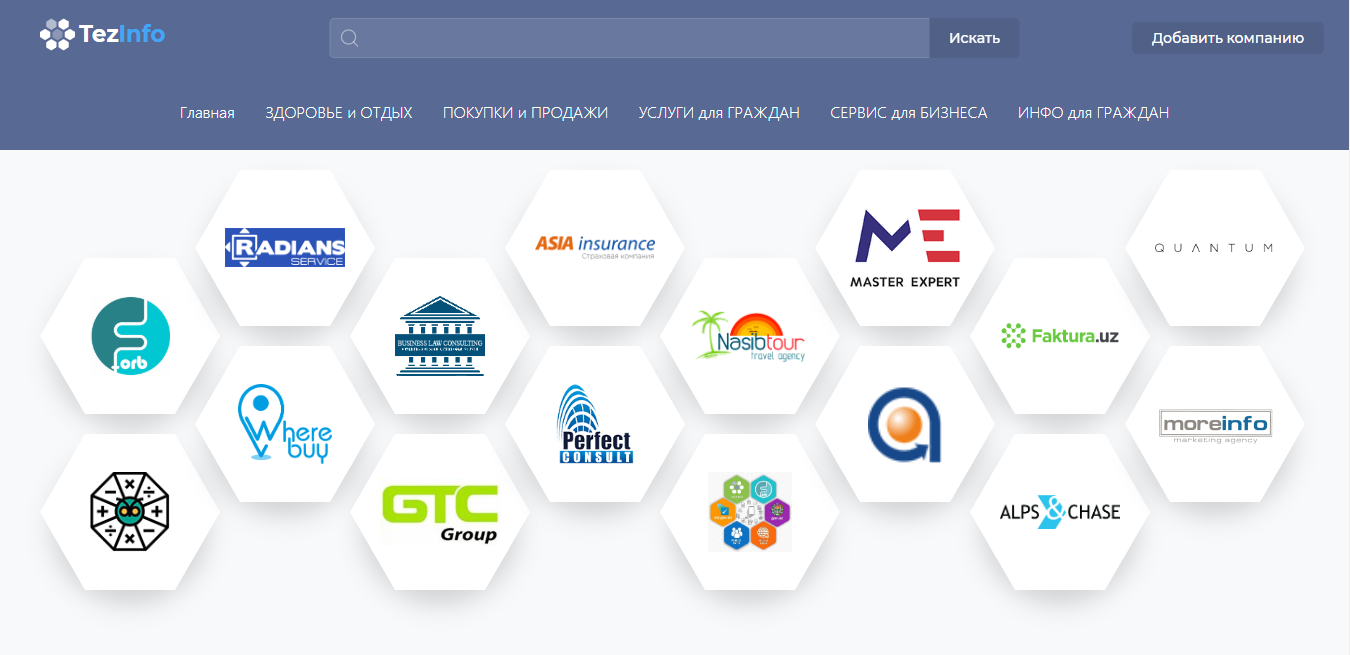 TezInfo
Искать
Добавить компанию
Главная
ЗДОРОВЬЕ и ОТДЫХ
ПОКУПКИ и ПРОДАЖИ
УСЛУГИ для ГРАЖДАН
СЕРВИС для БИЗНЕСА
ИНФО для ГРАЖДАН
RADIANS
SERVICE
ASIA insurance
Страховая компания
MASTER EXPERT
QUANTUM
orb
BUSINESS LAW CONSULTING
Nasibtour
travel agency
Faktura.uz
Where
buy
Perfect
CONSULT
moreinfo
marketing agency
GTC
Group
ALPS & CHASE